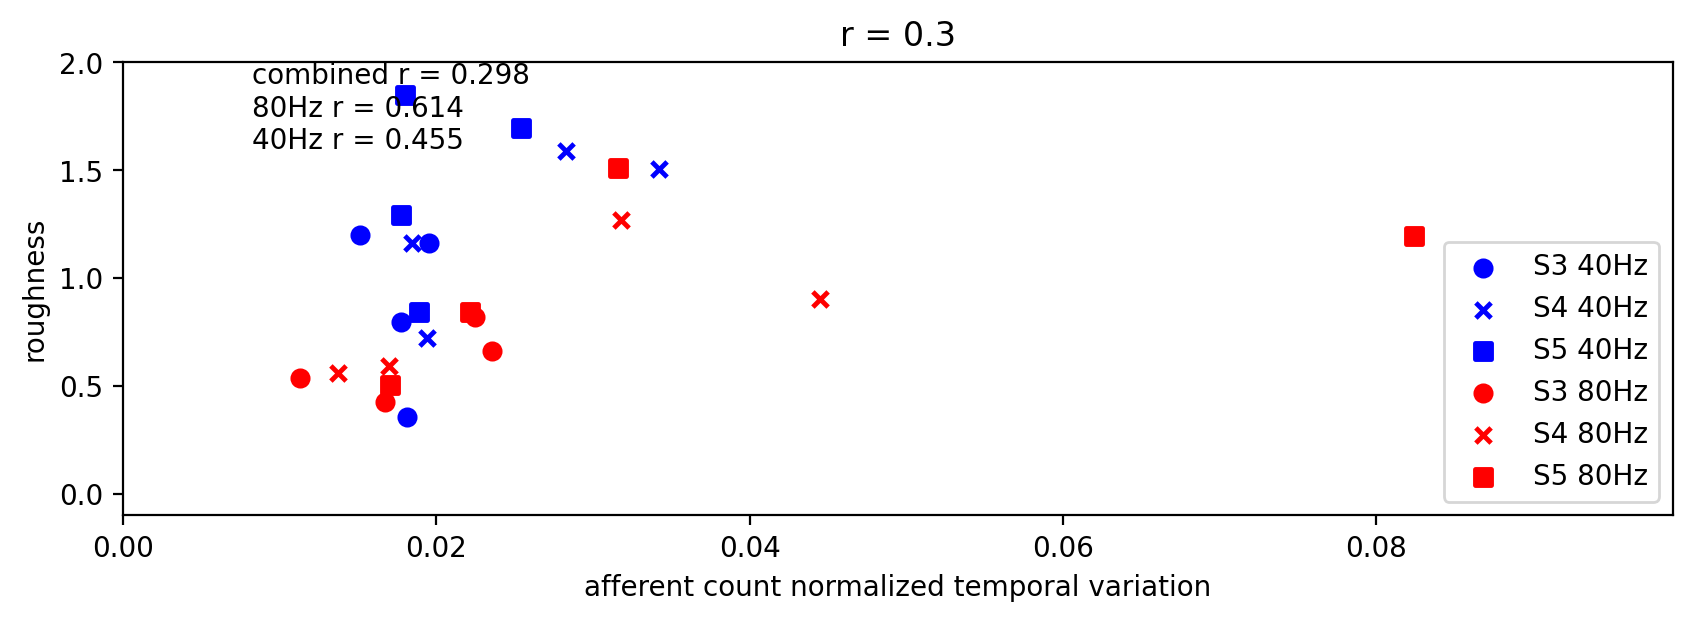 r = 0.3
combined r = 0.298
80Hz r = 0.614
40Hz r = 0.455
2.0
1.5
1.0
0.5
0.0
roughness
0.00
0.02
0.04
0.06
0.08
afferent count normalized temporal variation
S3 40Hz
S4 40Hz
S5 40Hz
S3 80Hz
S4 80Hz
S5 80Hz